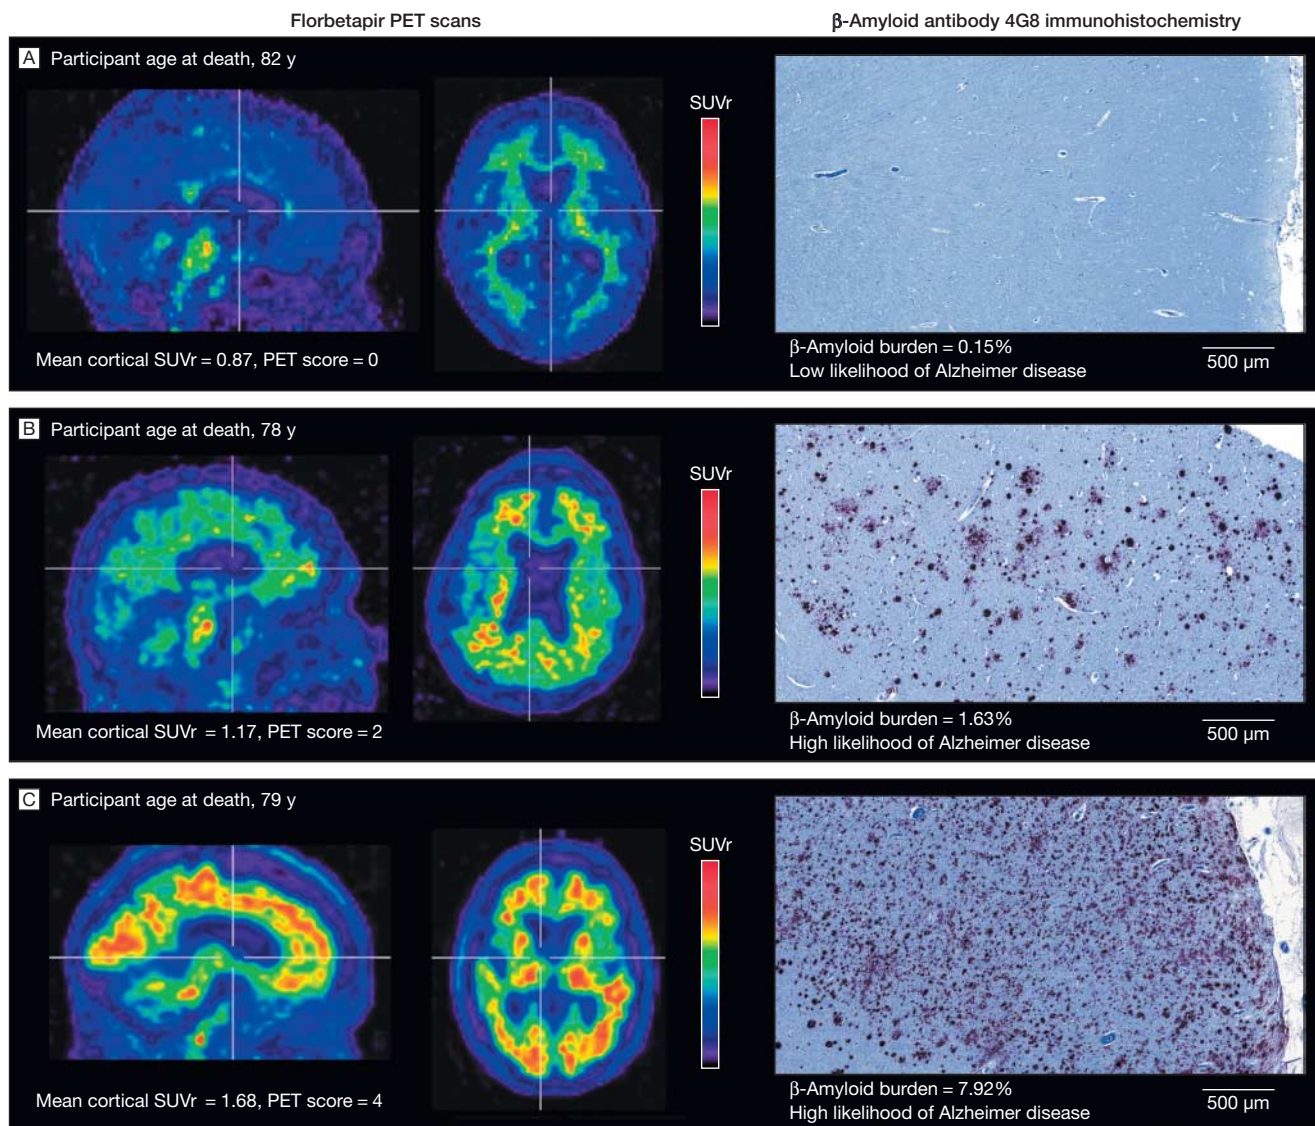 Florbetapir PET scans
β-Amyloid antibody 4G8 immunohistochemistry
A Participant age at death, 82 y
SUVr
Mean cortical SUVr = 0.87, PET score = 0
β-Amyloid burden = 0.15%
Low likelihood of Alzheimer disease
500 μm
B Participant age at death, 78 y
SUVr
Mean cortical SUVr = 1.17, PET score = 2
β-Amyloid burden = 1.63%
High likelihood of Alzheimer disease
500 μm
C Participant age at death, 79 y
SUVr
Mean cortical SUVr = 1.68, PET score = 4
β-Amyloid burden = 7.92%
High likelihood of Alzheimer disease
500 μm